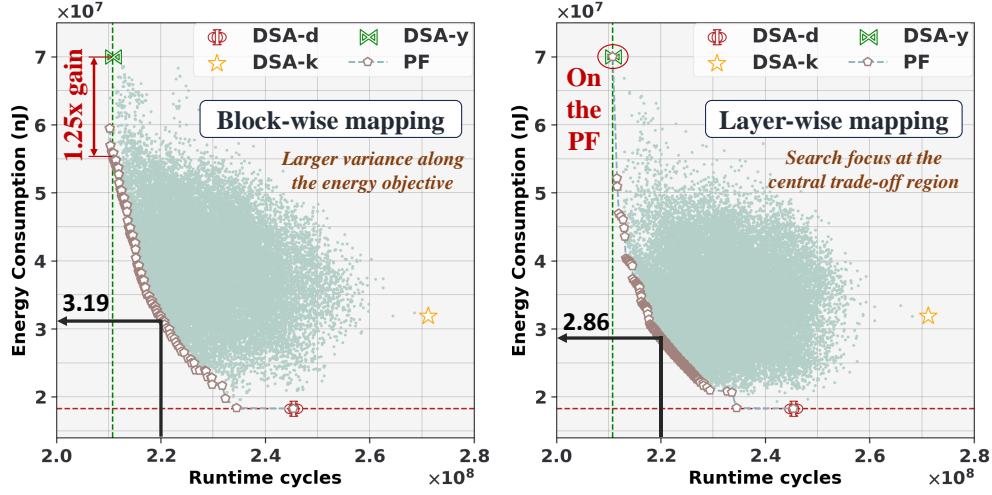 ×10⁷
DSA-d
DSA-y
DSA-k
PF
1.25x gain
Block-wise mapping
Larger variance along
the energy objective
3.19
7
6
5
4
3
2
Energy Consumption (nJ)
2.0
2.2
2.4
2.6
2.8
Runtime cycles
×10⁸
×10⁷
DSA-d
DSA-y
DSA-k
PF
On
the
PF
Layer-wise mapping
Search focus at the
central trade-off region
2.86
7
6
5
4
3
2
Energy Consumption (nJ)
2.0
2.2
2.4
2.6
2.8
Runtime cycles
×10⁸